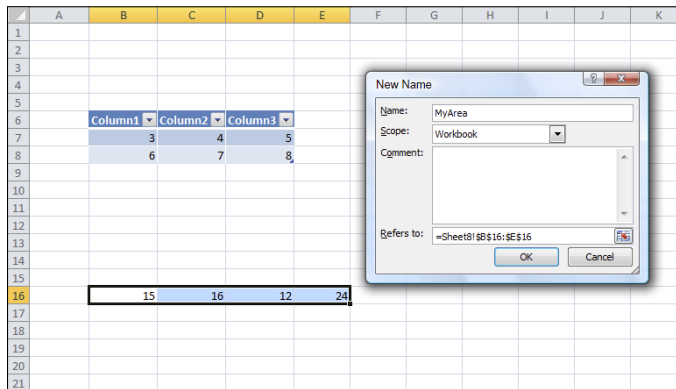 A B C D E F G H I J K
1
2
3
4 New Name
5
6 Column1 Column2 Column3 Name: MyArea
7 3 4 5 Scope: Workbook
8 6 7 8 Comment:
9
10
11
12
13 Refers to: =Sheet8!$B$16:$E$16
14 OK Cancel
15
16 15 16 12 24
17
18
19
20
21